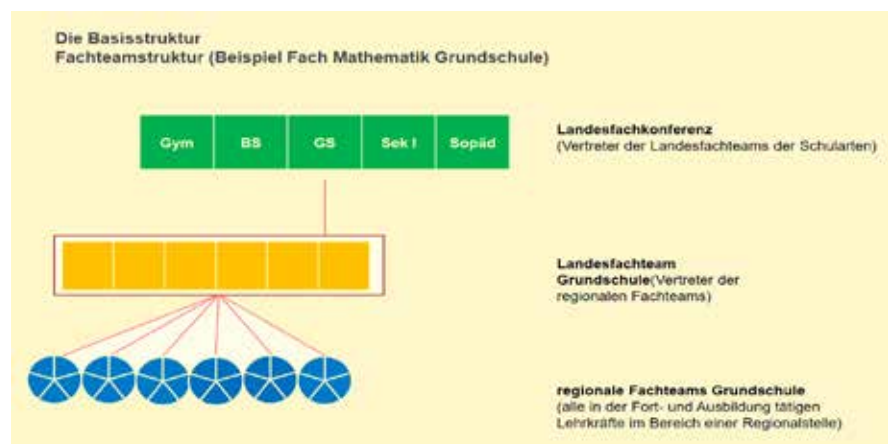 Die Basisstruktur
Fachteamstruktur (Beispiel Fach Mathematik Grundschule)
Gym BS GS Sek I Sopäd
Landesfachkonferenz
(Vertreter der Landesfachteams der Schularten)
Landesfachteam
Grundschule(Vertreter der
regionalen Fachteams)
regionale Fachteams Grundschule
(alle in der Fort- und Ausbildung tätigen
Lehrkräfte im Bereich einer Regionalstelle)